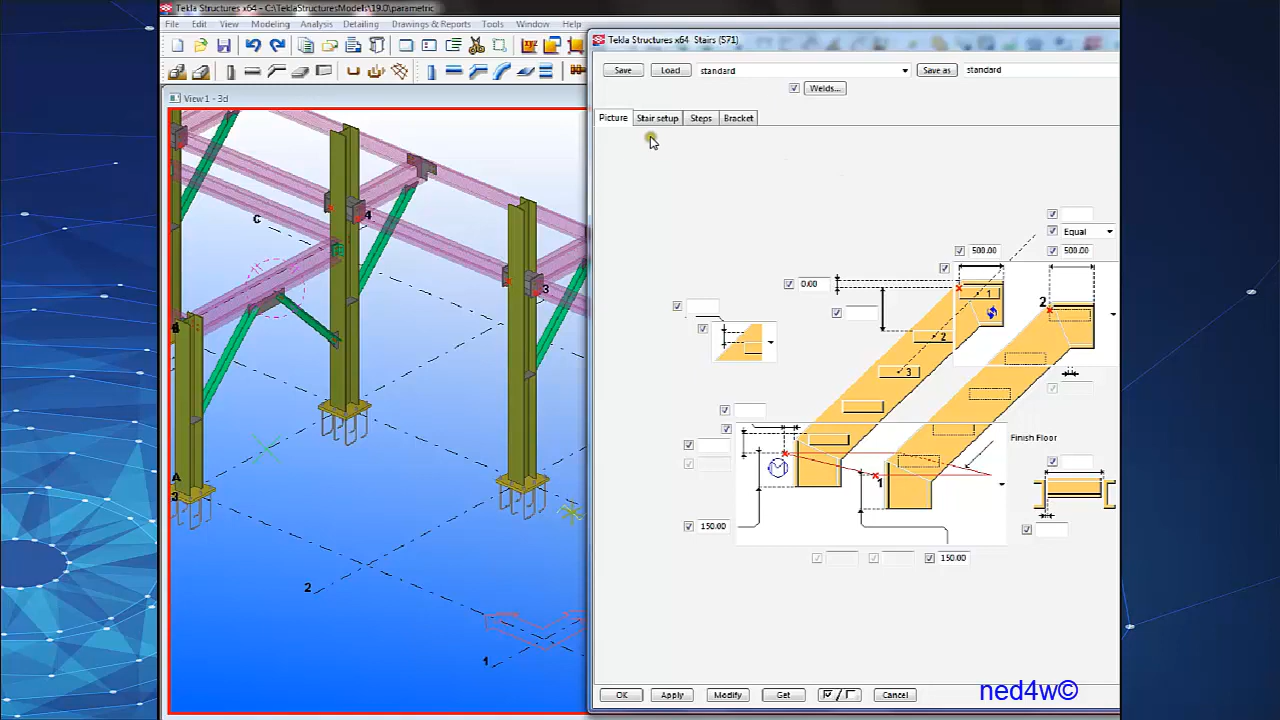 Tekla Structures x64 - C:\TeklaStructuresModels\19.0\parametric
File Edit View Modeling Analysis Detailing Drawings & Reports Tools Window Help
Tekla Structures x64 Stairs (S71)
Save Load standard Save as standard
Welds...
View 1 - 3d
Picture Stair setup Steps Bracket
C
4
3
B
A
3
2
1
Equal
500.00 500.00
0.00
1
2
2
3
Finish Floor
1
150.00
150.00
OK Apply Modify Get Cancel
ned4w©